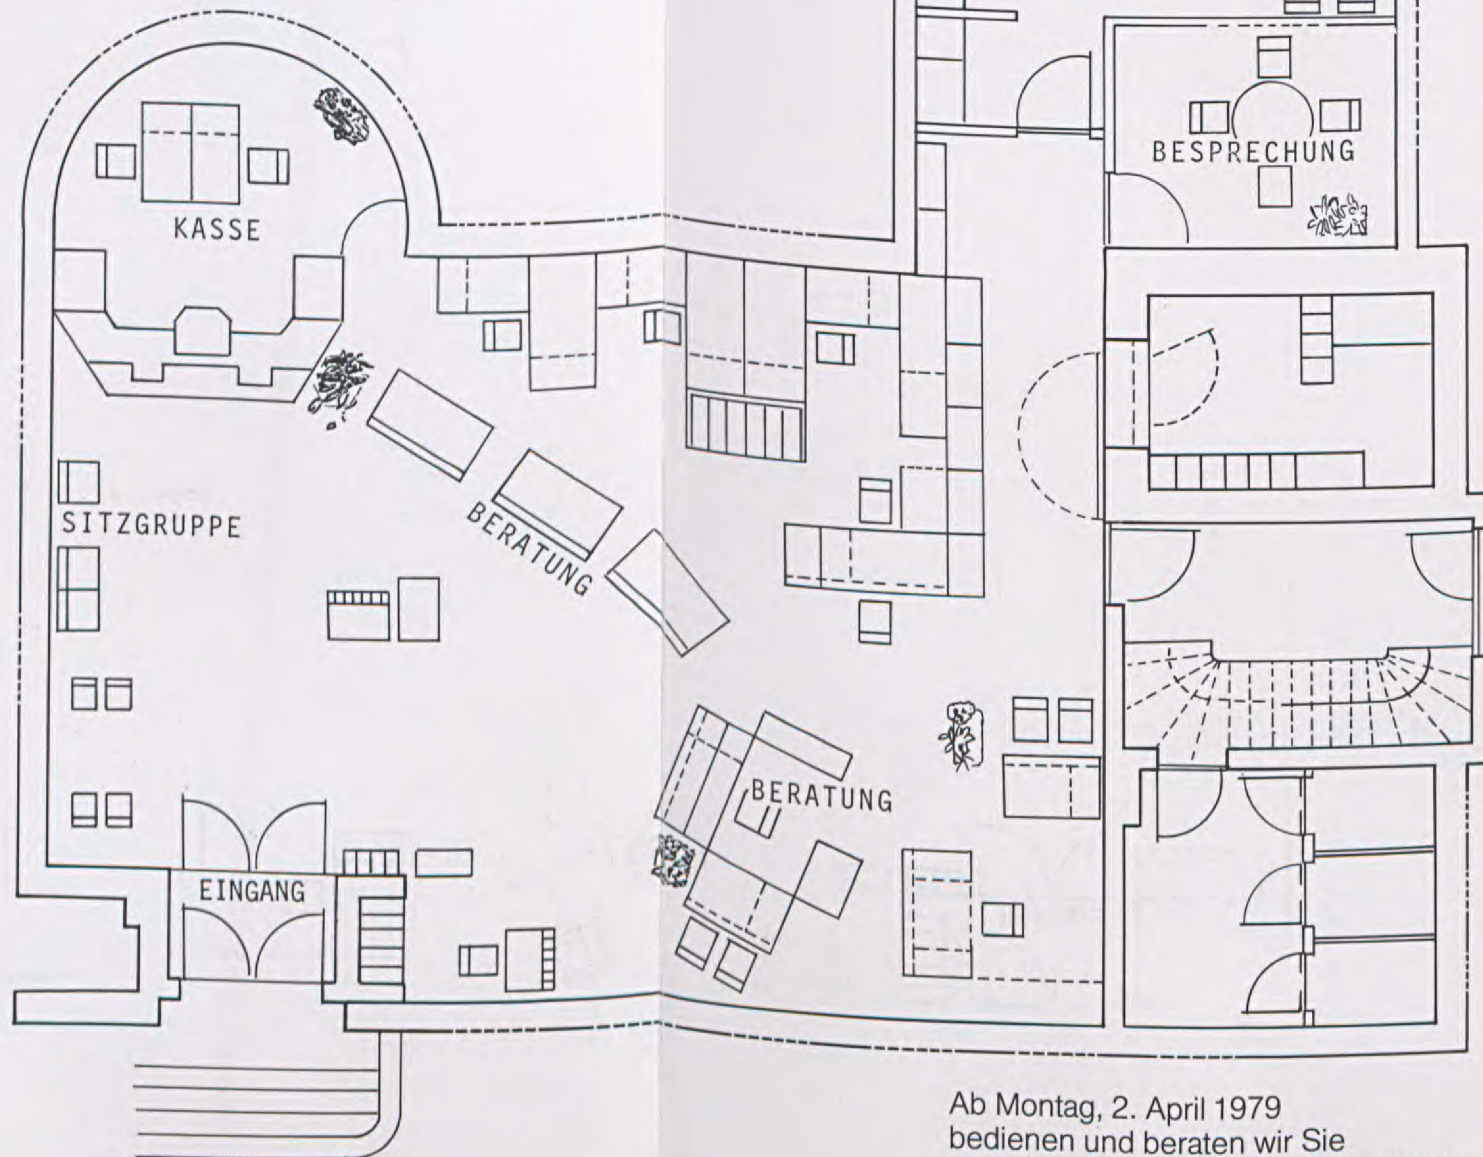 KASSE
BESPRECHUNG
SITZGRUPPE
BERATUNG
BERATUNG
EINGANG
Ab Montag, 2. April 1979
bedienen und beraten wir Sie